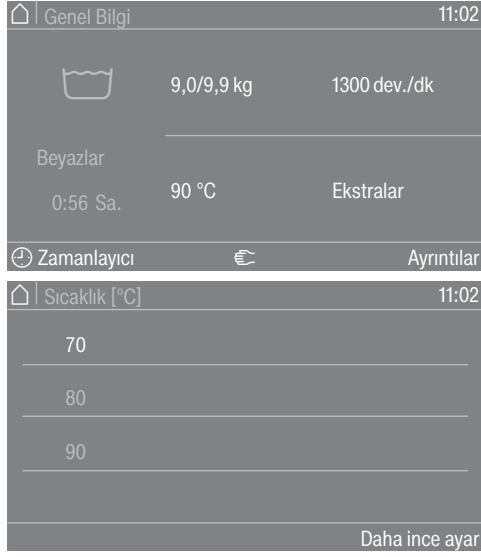 Genel Bilgi 11:02
9,0/9,9 kg 1300 dev./dk
Beyazlar
0:56 Sa.
90 °C Ekstralar
Zamanlayıcı Ayrıntılar
Sıcaklık [°C] 11:02
70
80
90
Daha ince ayar